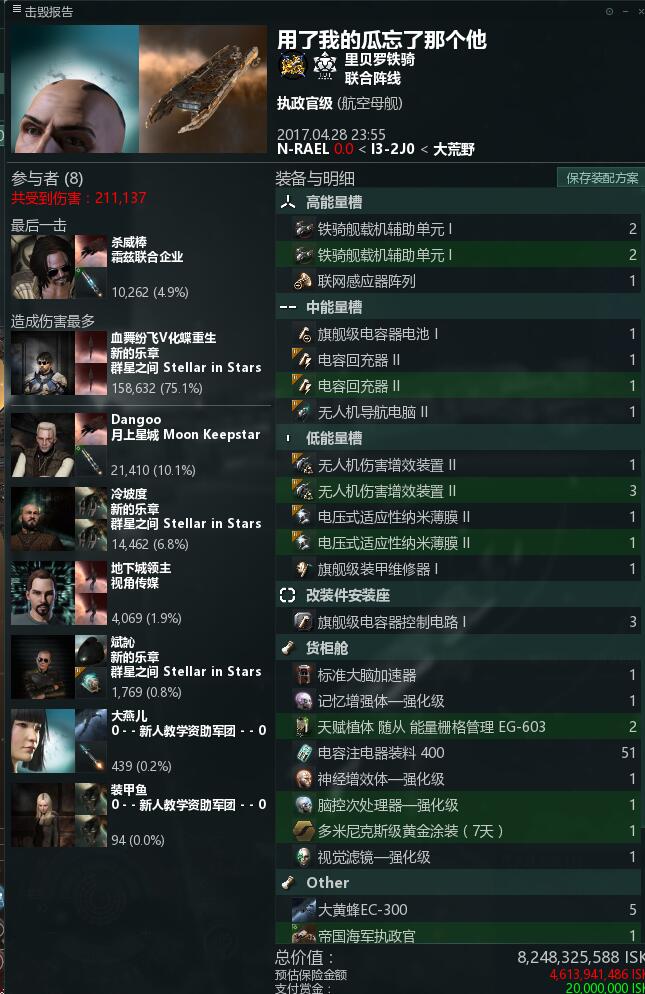 击毁报告
用了我的瓜忘了那个他
里贝罗铁骑
联合阵线
执政官级 (航空母舰)
2017.04.28 23:55
N-RAEL 0.0 < I3-2J0 < 大荒野
参与者 (8)
共受到伤害：211,137
最后一击
杀威棒
霜兹联合企业
10,262 (4.9%)
造成伤害最多
血舞纷飞V化蝶重生
新的乐章
群星之间 Stellar in Stars
158,632 (75.1%)
Dangoo
月上星城 Moon Keepstar
21,410 (10.1%)
冷坡度
新的乐章
群星之间 Stellar in Stars
14,462 (6.8%)
地下城领主
视角传媒
4,069 (1.9%)
斌訫
新的乐章
群星之间 Stellar in Stars
1,769 (0.8%)
大燕儿
0 - - 新人教学资助军团 - - 0
439 (0.2%)
装甲鱼
0 - - 新人教学资助军团 - - 0
94 (0.0%)
装备与明细
保存装配方案
高能量槽
铁骑舰载机辅助单元 I 2
铁骑舰载机辅助单元 I 2
联网感应器阵列 1
中能量槽
旗舰级电容器电池 I 1
电容回充器 II 1
电容回充器 II 1
无人机导航电脑 II 1
低能量槽
无人机伤害增效装置 II 1
无人机伤害增效装置 II 3
电压式适应性纳米薄膜 II 1
电压式适应性纳米薄膜 II 1
旗舰级装甲维修器 I 1
改装件安装座
旗舰级电容器控制电路 I 3
货柜舱
标准大脑加速器 1
记忆增强体—强化级 1
天赋植体 随从 能量栅格管理 EG-603 2
电容注电器装料 400 51
神经增效体—强化级 1
脑控次处理器—强化级 1
多米尼克斯级黄金涂装（7天） 1
视觉滤镜—强化级 1
Other
大黄蜂EC-300 5
帝国海军执政官 1
总价值： 8,248,325,588 ISK
预估保险金额 4,613,941,486 ISK
支付赏金： 20,000,000 ISK